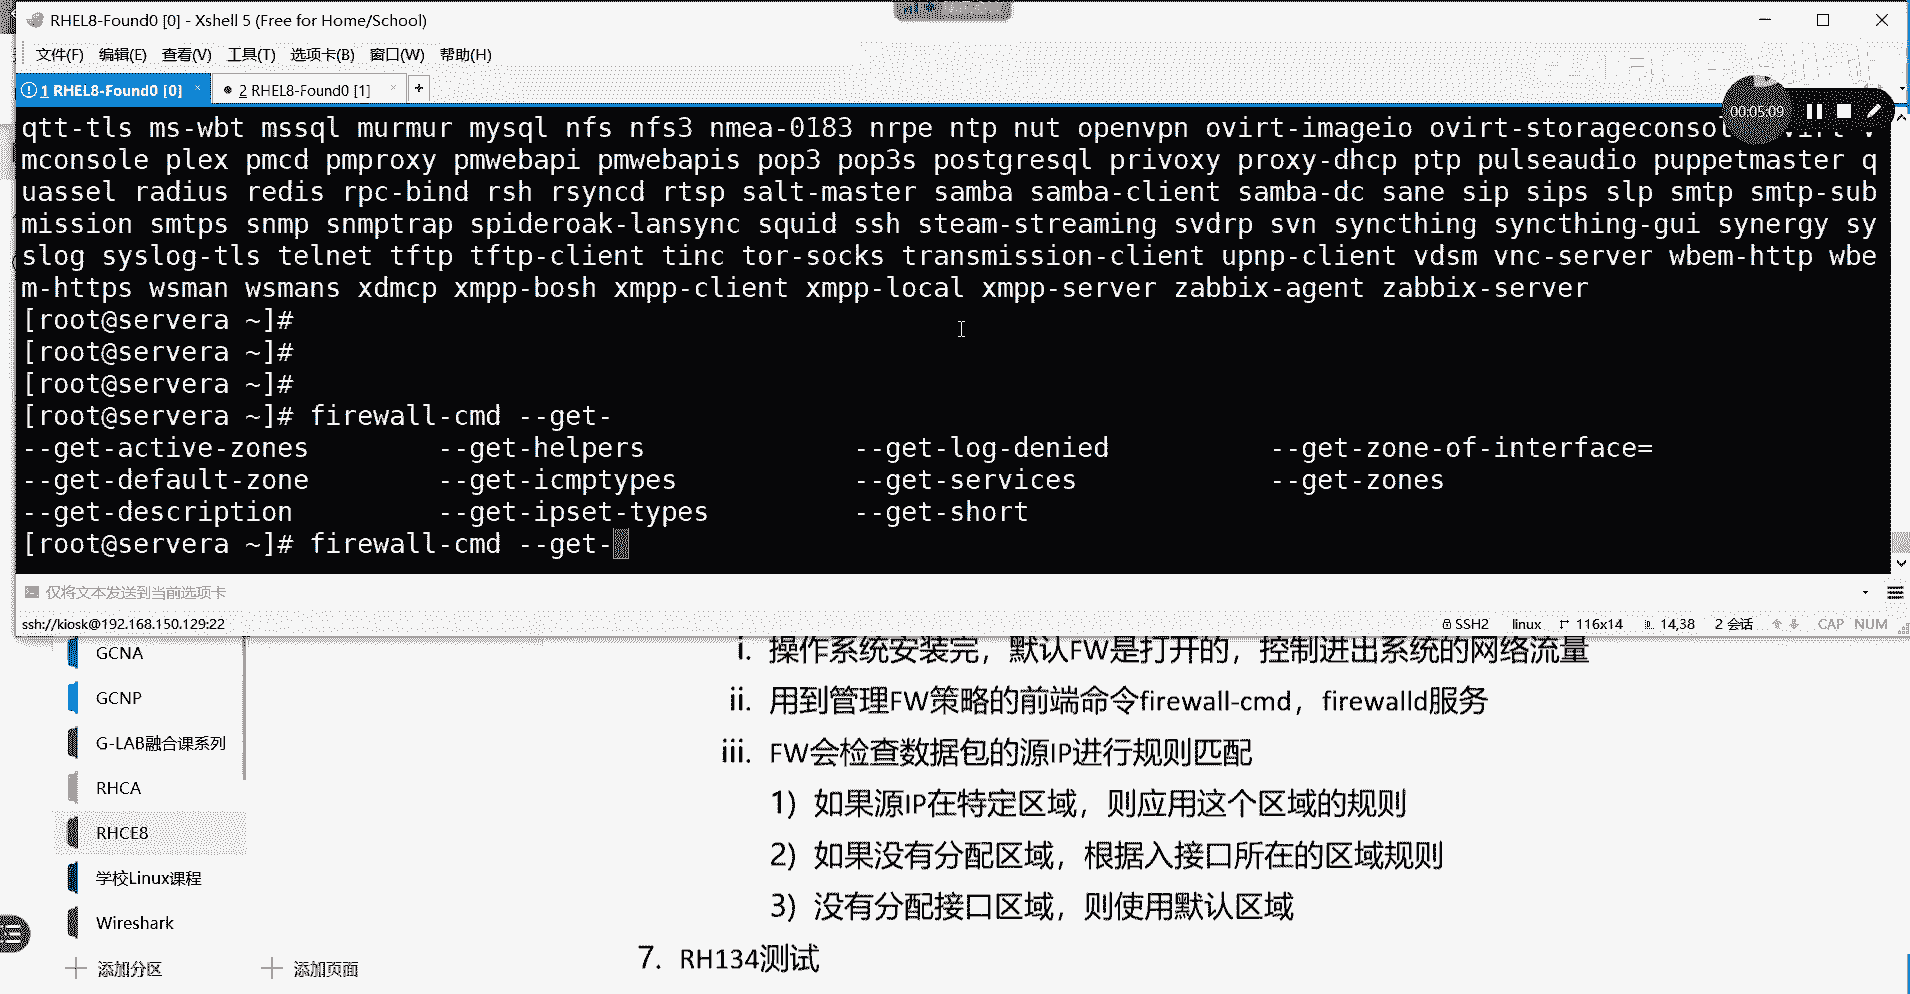 RHEL8-Found0 [0] - Xshell 5 (Free for Home/School)
文件(F) 编辑(E) 查看(V) 工具(T) 选项卡(B) 窗口(W) 帮助(H)
1 RHEL8-Found0 [0] × 2 RHEL8-Found0 [1] × +
00:05:09
qtt-tls ms-wbt mssql murmur mysql nfs nfs3 nmea-0183 nrpe ntp nut openvpn ovirt-imageio
mconsole plex pmcd pmproxy pmwebapi pmwebapis pop3 pop3s postgresql privoxy proxy-dhcp ptp pulseaudio puppetmaster q
uassel radius redis rpc-bind rsh rsyncd rtsp salt-master samba samba-client samba-dc sane sip sips slp smtp smtp-sub
mission smtps snmp snmptrap spideroak-lansync squid ssh steam-streaming svdrp svn syncthing syncthing-gui synergy sy
slog syslog-tls telnet tftp tftp-client tinc tor-socks transmission-client upnp-client vdsm vnc-server wbem-http wbe
m-https wsman wsmans xdmcp xmpp-bosh xmpp-client xmpp-local xmpp-server zabbix-agent zabbix-server
[root@servera ~]#
[root@servera ~]#
[root@servera ~]#
[root@servera ~]# firewall-cmd --get-
--get-active-zones --get-helpers --get-log-denied --get-zone-of-interface=
--get-default-zone --get-icmptypes --get-services --get-zones
--get-description --get-ipset-types --get-short
[root@servera ~]# firewall-cmd --get-
仅将文本发送到当前选项卡
ssh://kiosk@192.168.150.129:22 SSH2 linux 116x14 14,38 2 会话 CAP NUM
GCNA
GCNP
G-LAB融合课系列
RHCA
RHCE8
学校Linux课程
Wireshark
添加分区 添加页面
i. 操作系统安装完，默认FW是打开的，控制进出系统的网络流量
ii. 用到管理FW策略的前端命令firewall-cmd，firewalld服务
iii. FW会检查数据包的源IP进行规则匹配
1) 如果源IP在特定区域，则应用这个区域的规则
2) 如果没有分配区域，根据入接口所在的区域规则
3) 没有分配接口区域，则使用默认区域
7. RH134测试